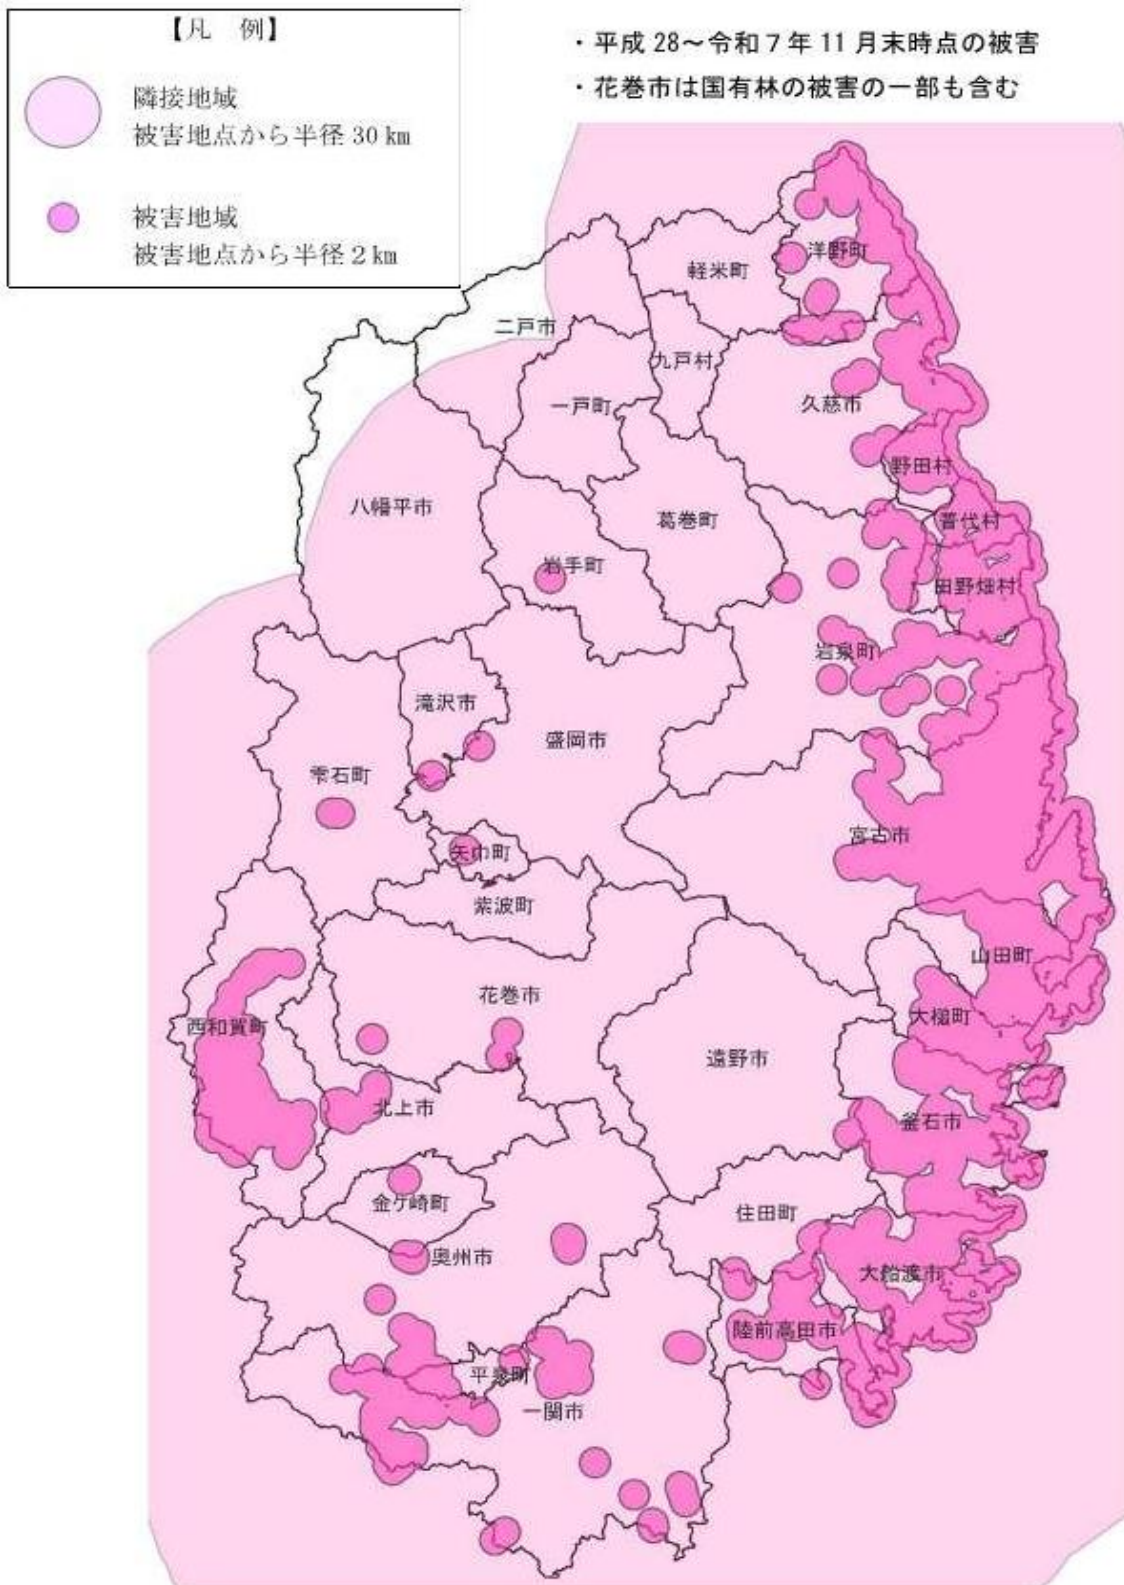 【凡　例】
隣接地域
被害地点から半径 30 ㎞
被害地域
被害地点から半径 2 ㎞
・平成 28～令和 7 年 11 月末時点の被害
・花巻市は国有林の被害の一部も含む
洋野町
軽米町
二戸市
九戸村
久慈市
一戸町
野田村
八幡平市
葛巻町
普代村
岩手町
田野畑村
岩泉町
滝沢市
盛岡市
雫石町
宮古市
矢巾町
紫波町
山田町
花巻市
大槌町
西和賀町
遠野市
北上市
釜石市
金ケ崎町
住田町
奥州市
大船渡市
陸前高田市
平泉町
一関市